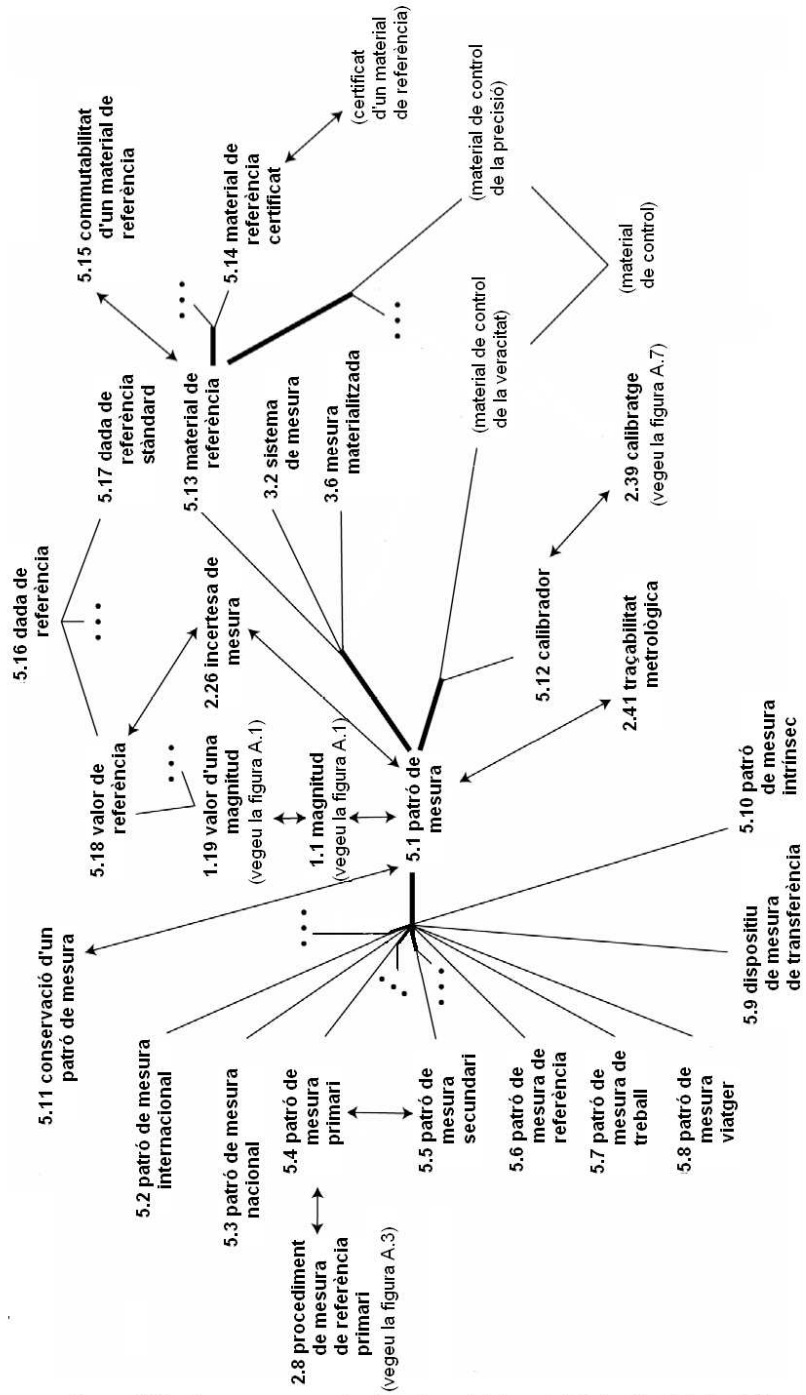 5.16 dada de
referència
5.17 dada de
referència
stàndard
5.15 commutabilitat
d'un material de
referència
5.18 valor de
referència
2.26 incertesa de
mesura
5.13 material de
referència
5.14 material de
referència
certificat
(certificat
d'un material
de referència)
5.11 conservació d'un
patró de mesura
1.19 valor d'una
magnitud
(vegeu la figura A.1)
1.1 magnitud
(vegeu la figura A.1)
3.2 sistema
de mesura
3.6 mesura
materialitzada
5.1 patró de
mesura
(material de control
de la veracitat)
(material de control
de la precisió)
(material
de control)
5.12 calibrador
2.39 calibratge
(vegeu la figura A.7)
2.41 traçabilitat
metrològica
5.2 patró de mesura
internacional
5.3 patró de mesura
nacional
5.4 patró de
mesura
primari
2.8 procediment
de mesura
de referència
primari
(vegeu la figura A.3)
5.5 patró de
mesura
secundari
5.6 patró de
mesura de
referència
5.7 patró de
mesura de
treball
5.8 patró de
mesura
viatger
5.9 dispositiu
de mesura
de transferència
5.10 patró
de mesura
intrínsec